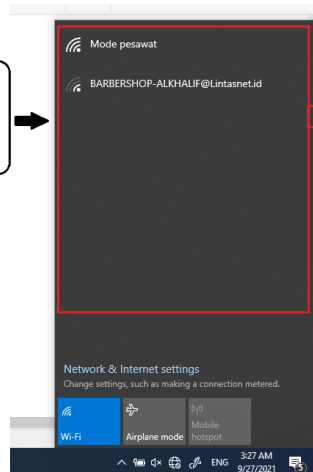 Mode pesawat
BARBERSHOP-ALKHALIF@Lintasnet.id
Network & Internet settings
Change settings, such as making a connection metered.
Wi-Fi
Airplane mode
Mobile
hotspot
ENG
3:27 AM
9/27/2021